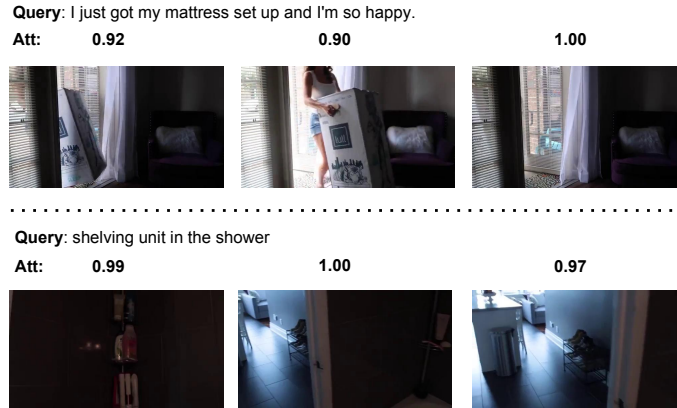 Query: I just got my mattress set up and I'm so happy.
Att: 0.92 0.90 1.00
Query: shelving unit in the shower
Att: 0.99 1.00 0.97